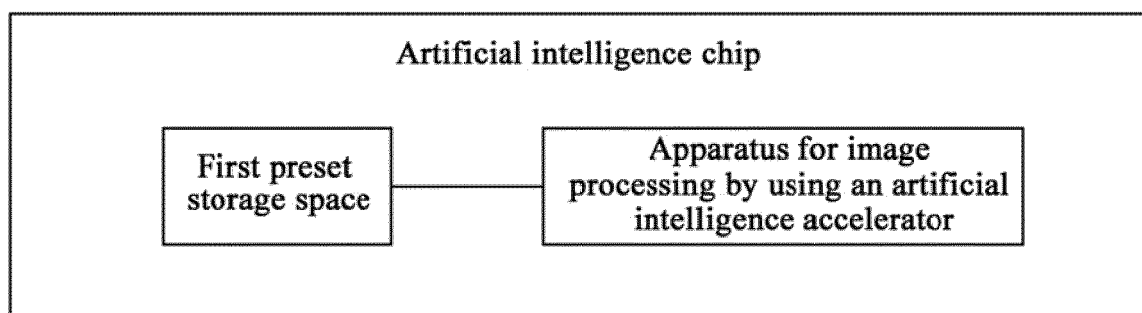 Artificial intelligence chip
First preset
storage space
Apparatus for image
processing by using an artificial
intelligence accelerator